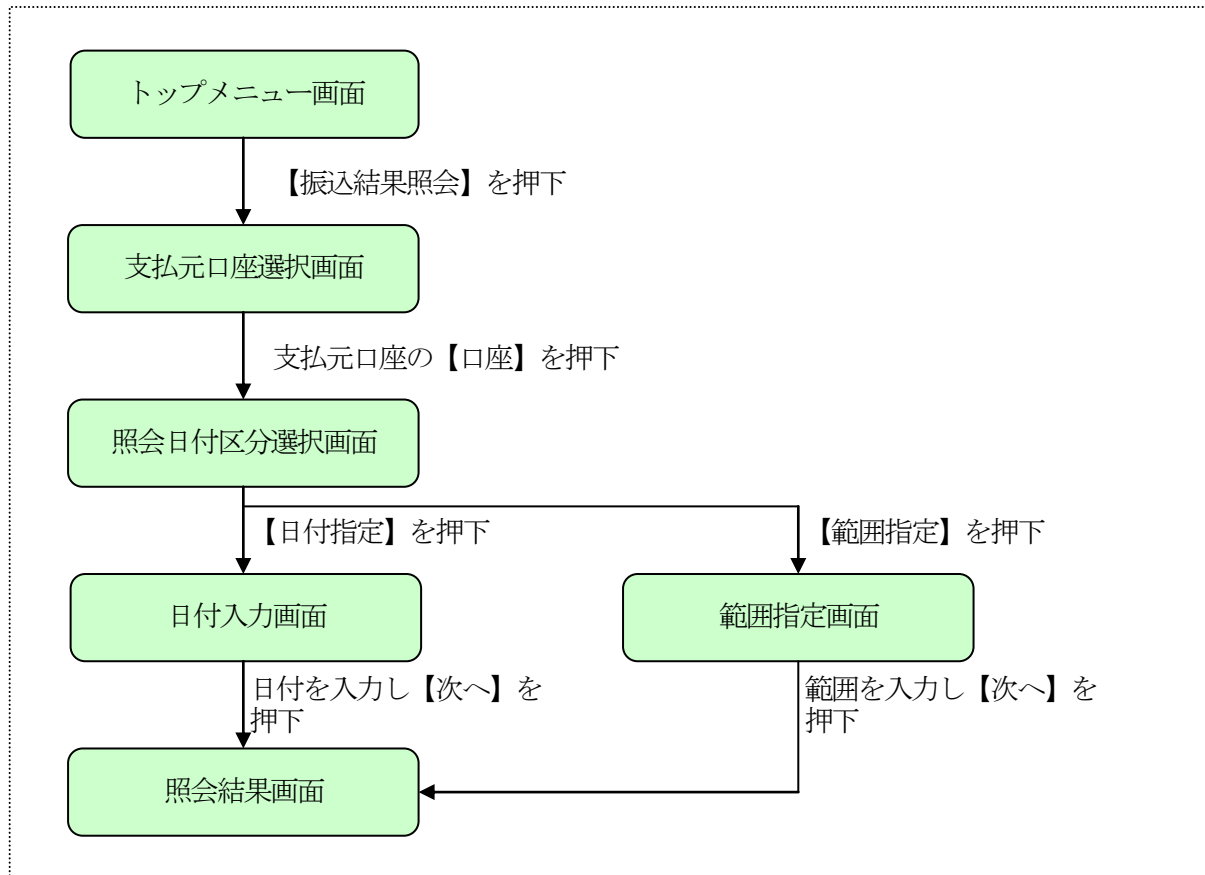 トップメニュー画面
【振込結果照会】を押下
支払元口座選択画面
支払元口座の【口座】を押下
照会日付区分選択画面
【日付指定】を押下
【範囲指定】を押下
日付入力画面
範囲指定画面
日付を入力し【次へ】を
押下
範囲を入力し【次へ】を
押下
照会結果画面